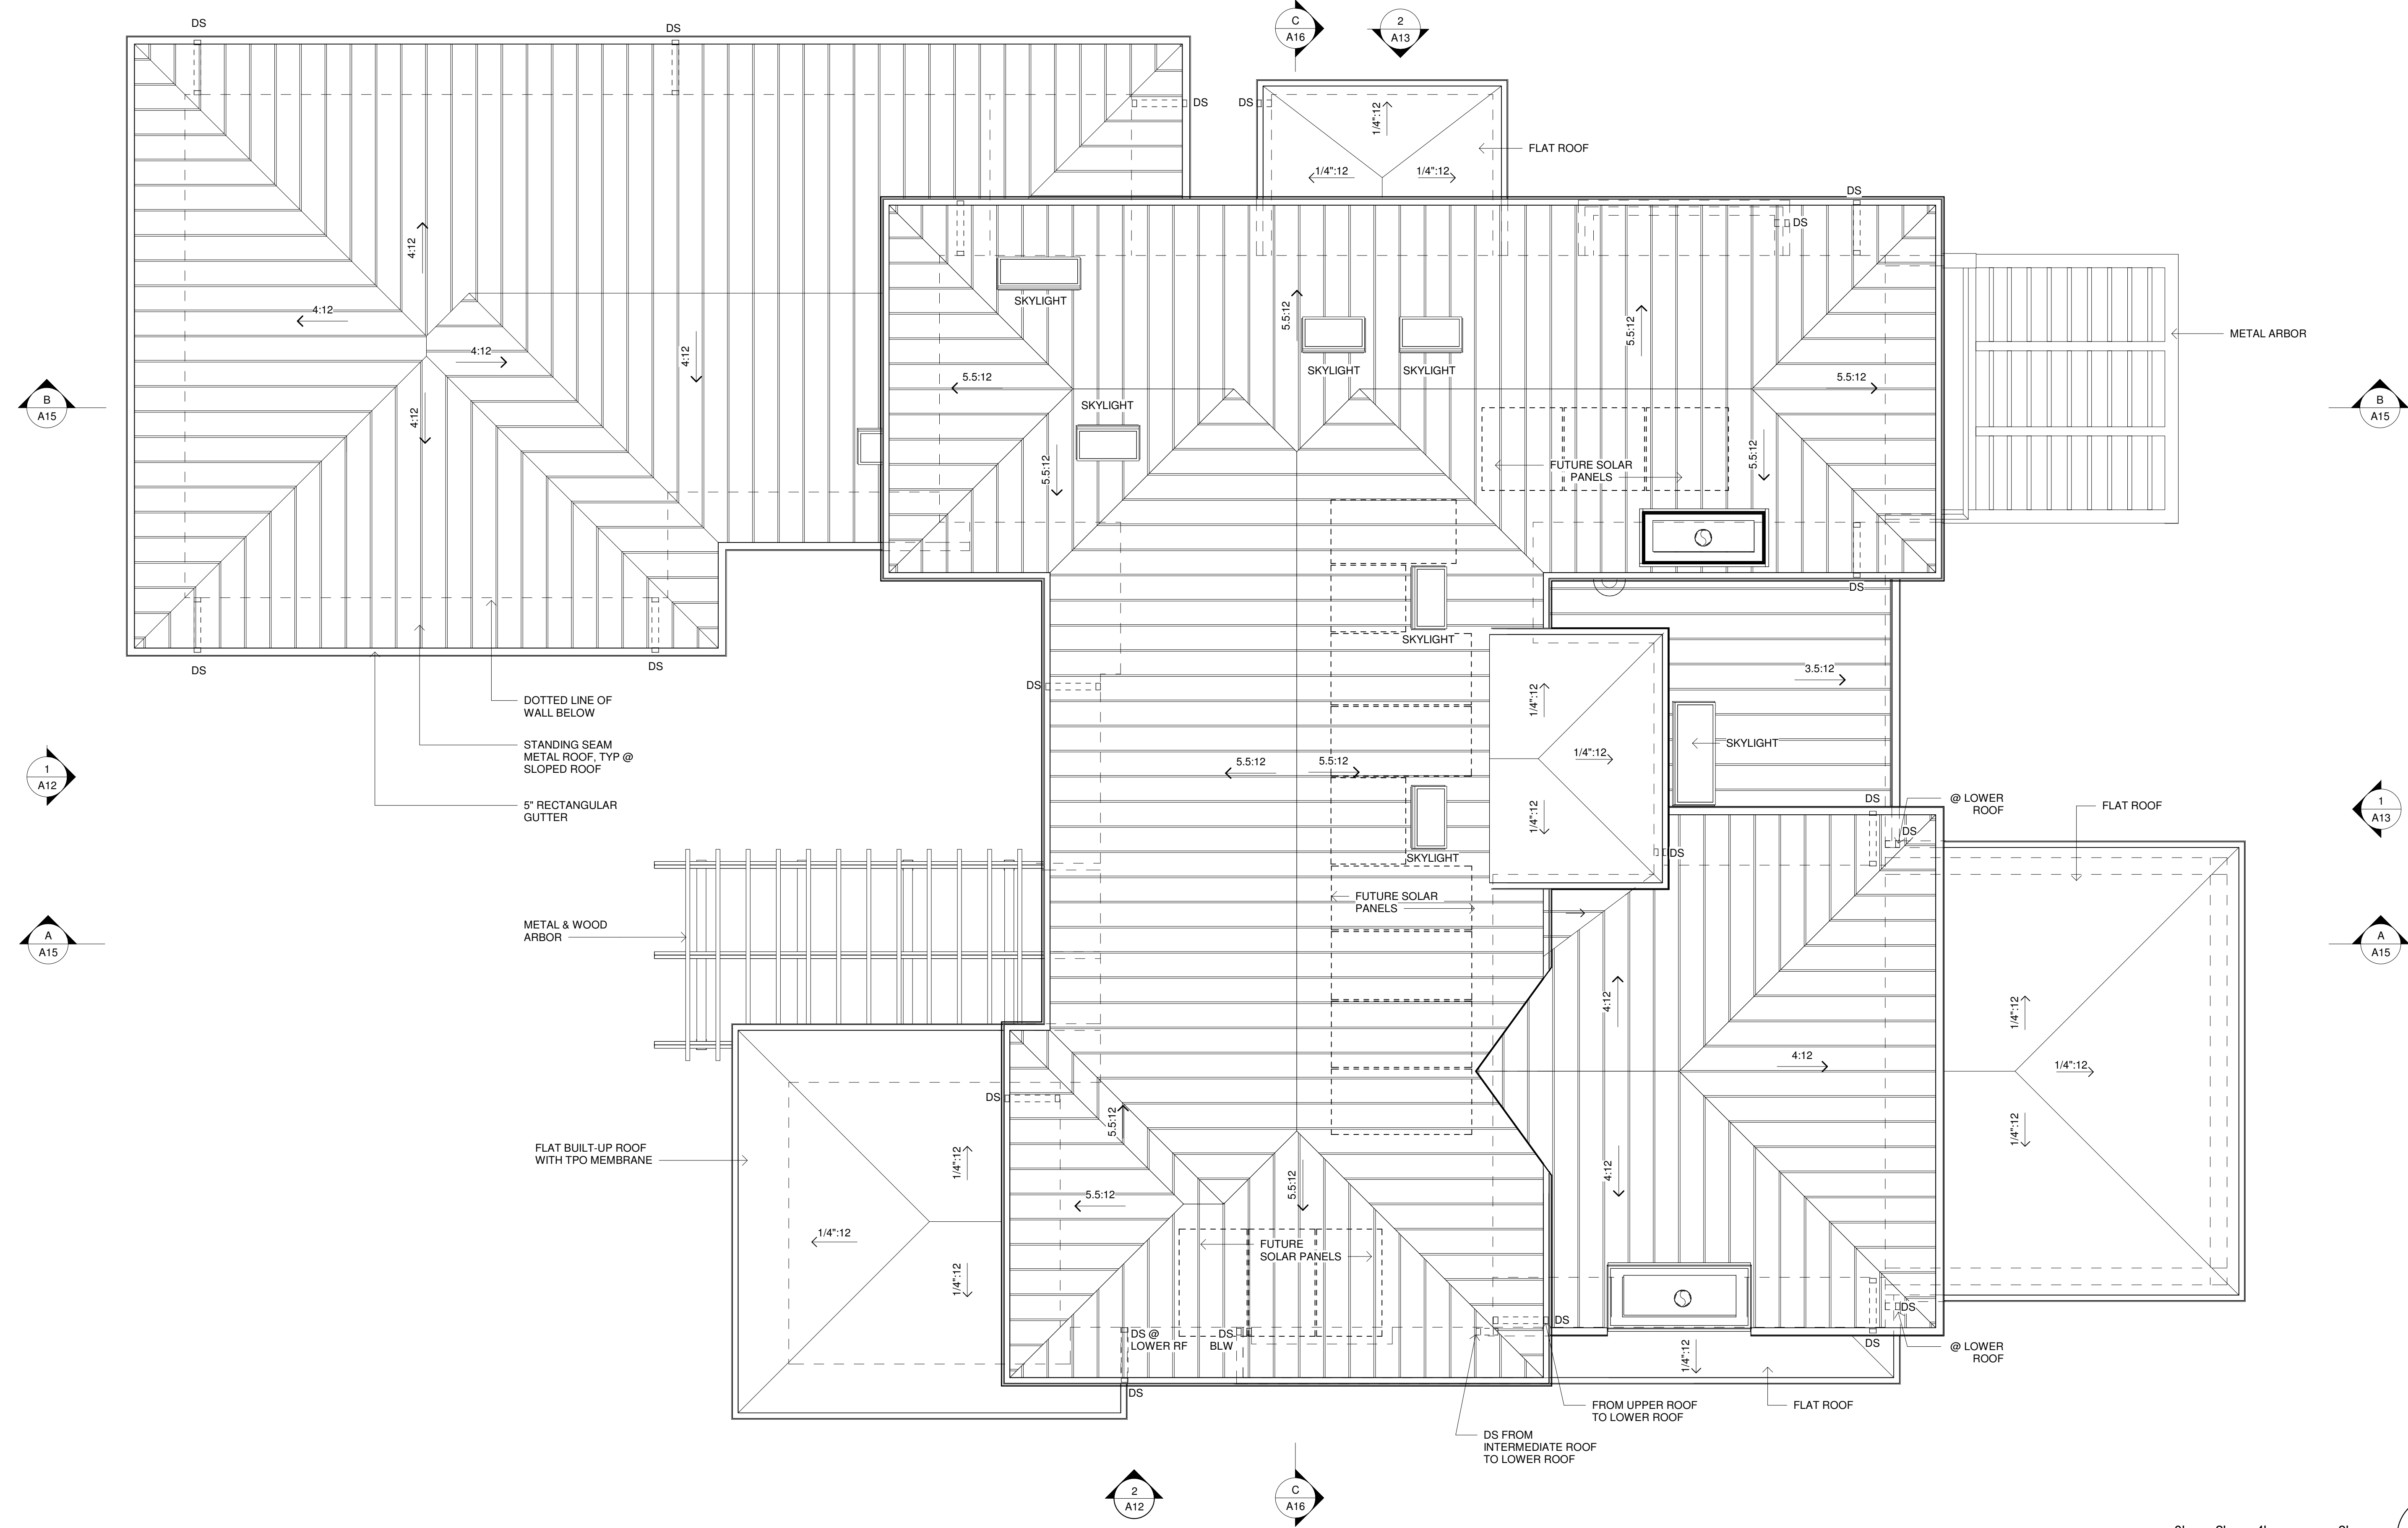 DS
DS
C
A16
2
A13
DS
DS
1/4":12
FLAT ROOF
1/4":12
1/4":12
DS
DS
4:12
METAL ARBOR
SKYLIGHT
4:12
5.5:12
5.5:12
4:12
4:12
SKYLIGHT
SKYLIGHT
5.5:12
5.5:12
B
A15
4:12
SKYLIGHT
B
A15
5.5:12
5.5:12
FUTURE SOLAR
PANELS
DS
SKYLIGHT
DS
DS
3.5:12
DS
1/4":12
DOTTED LINE OF
WALL BELOW
STANDING SEAM
METAL ROOF, TYP @
SLOPED ROOF
SKYLIGHT
1/4":12
5.5:12
5.5:12
1
A12
5" RECTANGULAR
GUTTER
1/4":12
DS
@ LOWER
ROOF
FLAT ROOF
1
A13
DS
SKYLIGHT
DS
FUTURE SOLAR
PANELS
METAL & WOOD
ARBOR
A
A15
A
A15
4:12
1/4":12
4:12
1/4":12
DS
5.5:12
1/4":12
FLAT BUILT-UP ROOF
WITH TPO MEMBRANE
1/4":12
4:12
5.5:12
5.5:12
1/4":12
FUTURE
SOLAR PANELS
1/4":12
DS
DS @
LOWER RF
DS
BLW
DS
DS
@ LOWER
ROOF
1/4":12
DS
FROM UPPER ROOF
TO LOWER ROOF
FLAT ROOF
DS FROM
INTERMEDIATE ROOF
TO LOWER ROOF
2
A12
C
A16